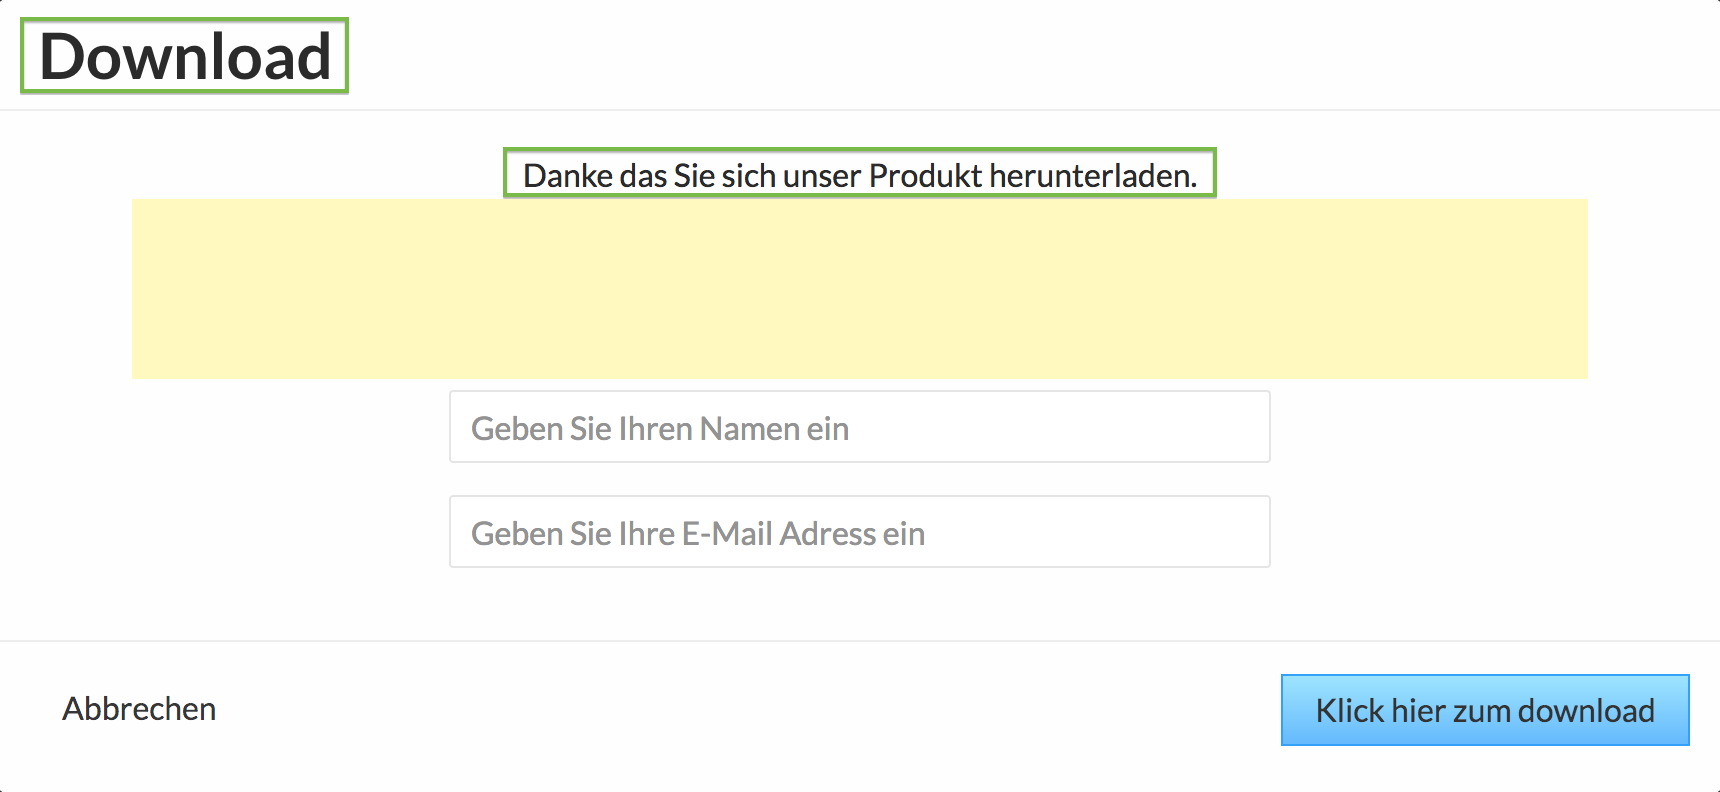 Download
Danke das Sie sich unser Produkt herunterladen.
Geben Sie Ihren Namen ein
Geben Sie Ihre E-Mail Adress ein
Abbrechen
Klick hier zum download